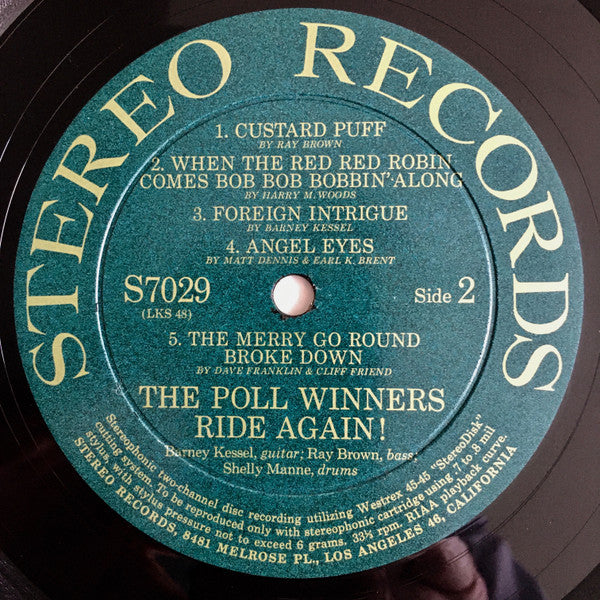 STEREO RECORDS
1. CUSTARD PUFF
BY RAY BROWN
2. WHEN THE RED RED ROBIN
COMES BOB BOB BOBBIN' ALONG
BY HARRY M. WOODS
3. FOREIGN INTRIGUE
BY BARNEY KESSEL
4. ANGEL EYES
BY MATT DENNIS & EARL K. BRENT
S7029
(LKS 48)
Side 2
5. THE MERRY GO ROUND
BROKE DOWN
BY DAVE FRANKLIN & CLIFF FRIEND
THE POLL WINNERS
RIDE AGAIN!
Barney Kessel, guitar; Ray Brown, bass;
Shelly Manne, drums
Stereophonic two-channel disc recording utilizing Westrex 45-45 "StereoDisk"
cutting system. To be reproduced only with stereophonic cartridge using .7 to .8 mil
stylus, with stylus pressure not to exceed 6 grams. 33⅓ rpm. RIAA playback curve.
STEREO RECORDS, 8481 MELROSE PL., LOS ANGELES 46, CALIFORNIA